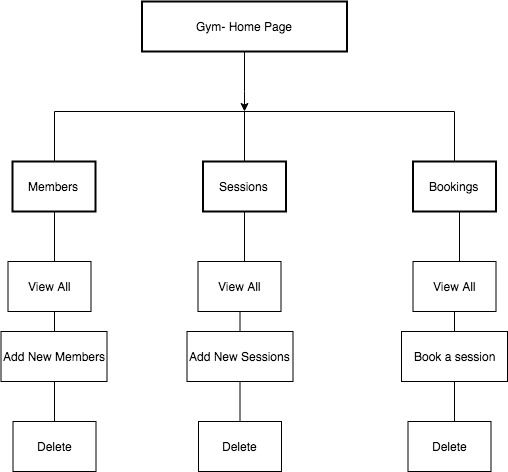 Gym- Home Page
Members
Sessions
Bookings
View All
View All
View All
Add New Members
Add New Sessions
Book a session
Delete
Delete
Delete